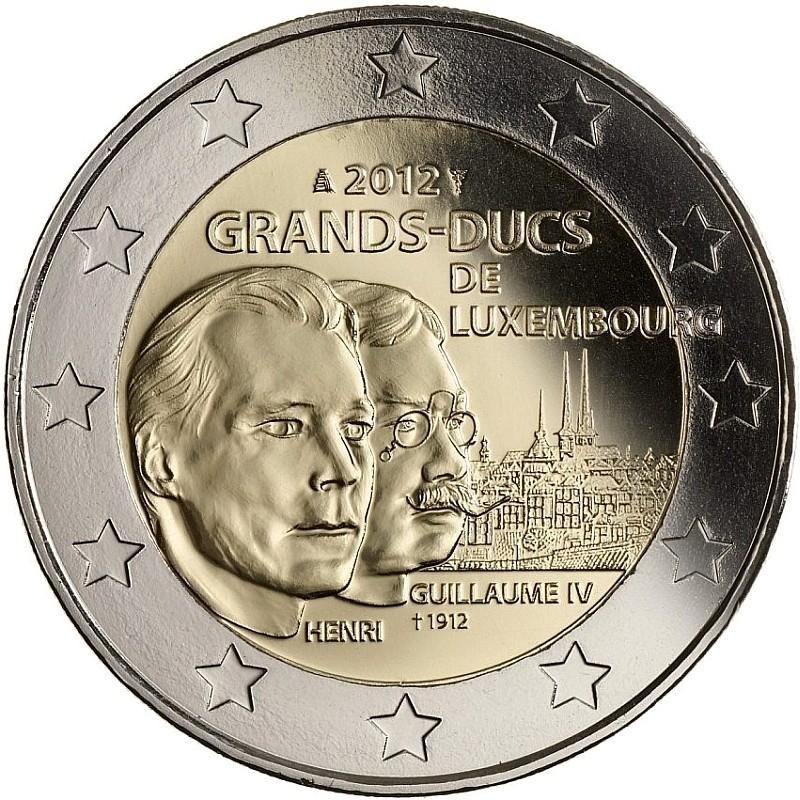 2012
GRANDS-DUCS
DE
LUXEMBOURG
GUILLAUME IV
† 1912
HENRI